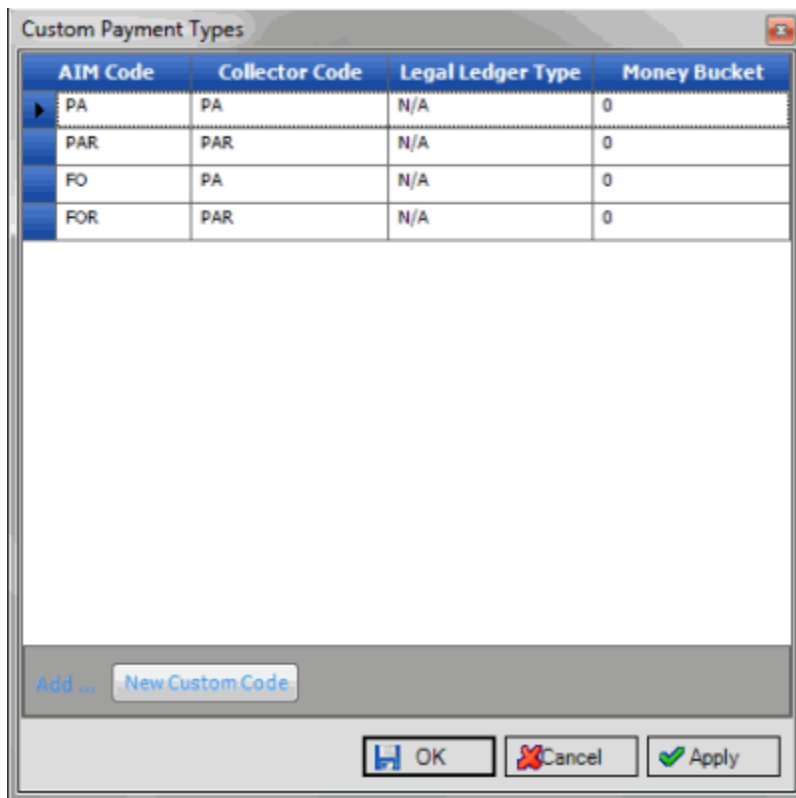 Custom Payment Types
AIM Code Collector Code Legal Ledger Type Money Bucket
PA PA N/A 0
PAR PAR N/A 0
FO PA N/A 0
FOR PAR N/A 0
Add ... New Custom Code
OK Cancel Apply